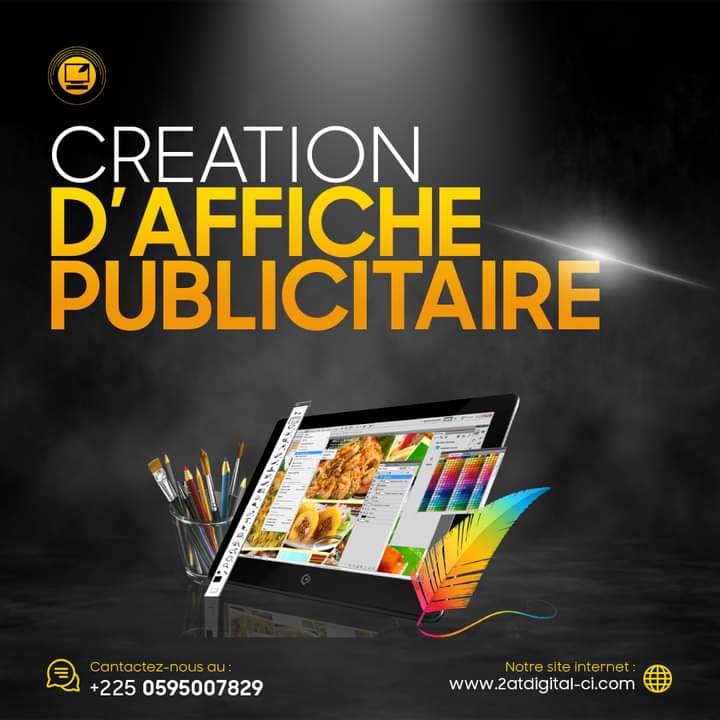 CREATION
D'AFFICHE
PUBLICITAIRE
Cantactez-nous au :
+225 0595007829
Notre site internet :
www.2atdigital-ci.com